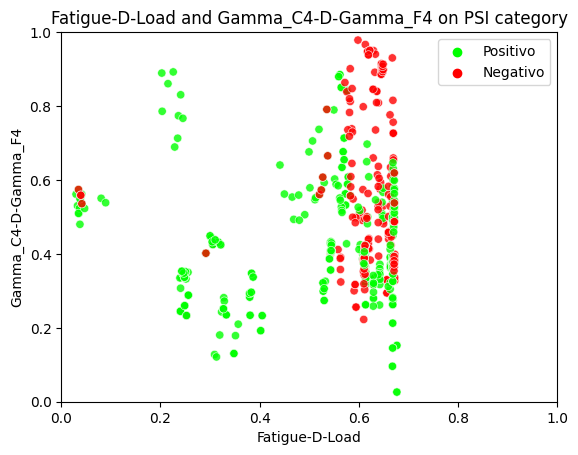 Fatigue-D-Load and Gamma_C4-D-Gamma_F4 on PSI category
1.0
0.8
0.6
0.4
0.2
0.0
Gamma_C4-D-Gamma_F4
Positivo
Negativo
0.0 0.2 0.4 0.6 0.8 1.0
Fatigue-D-Load